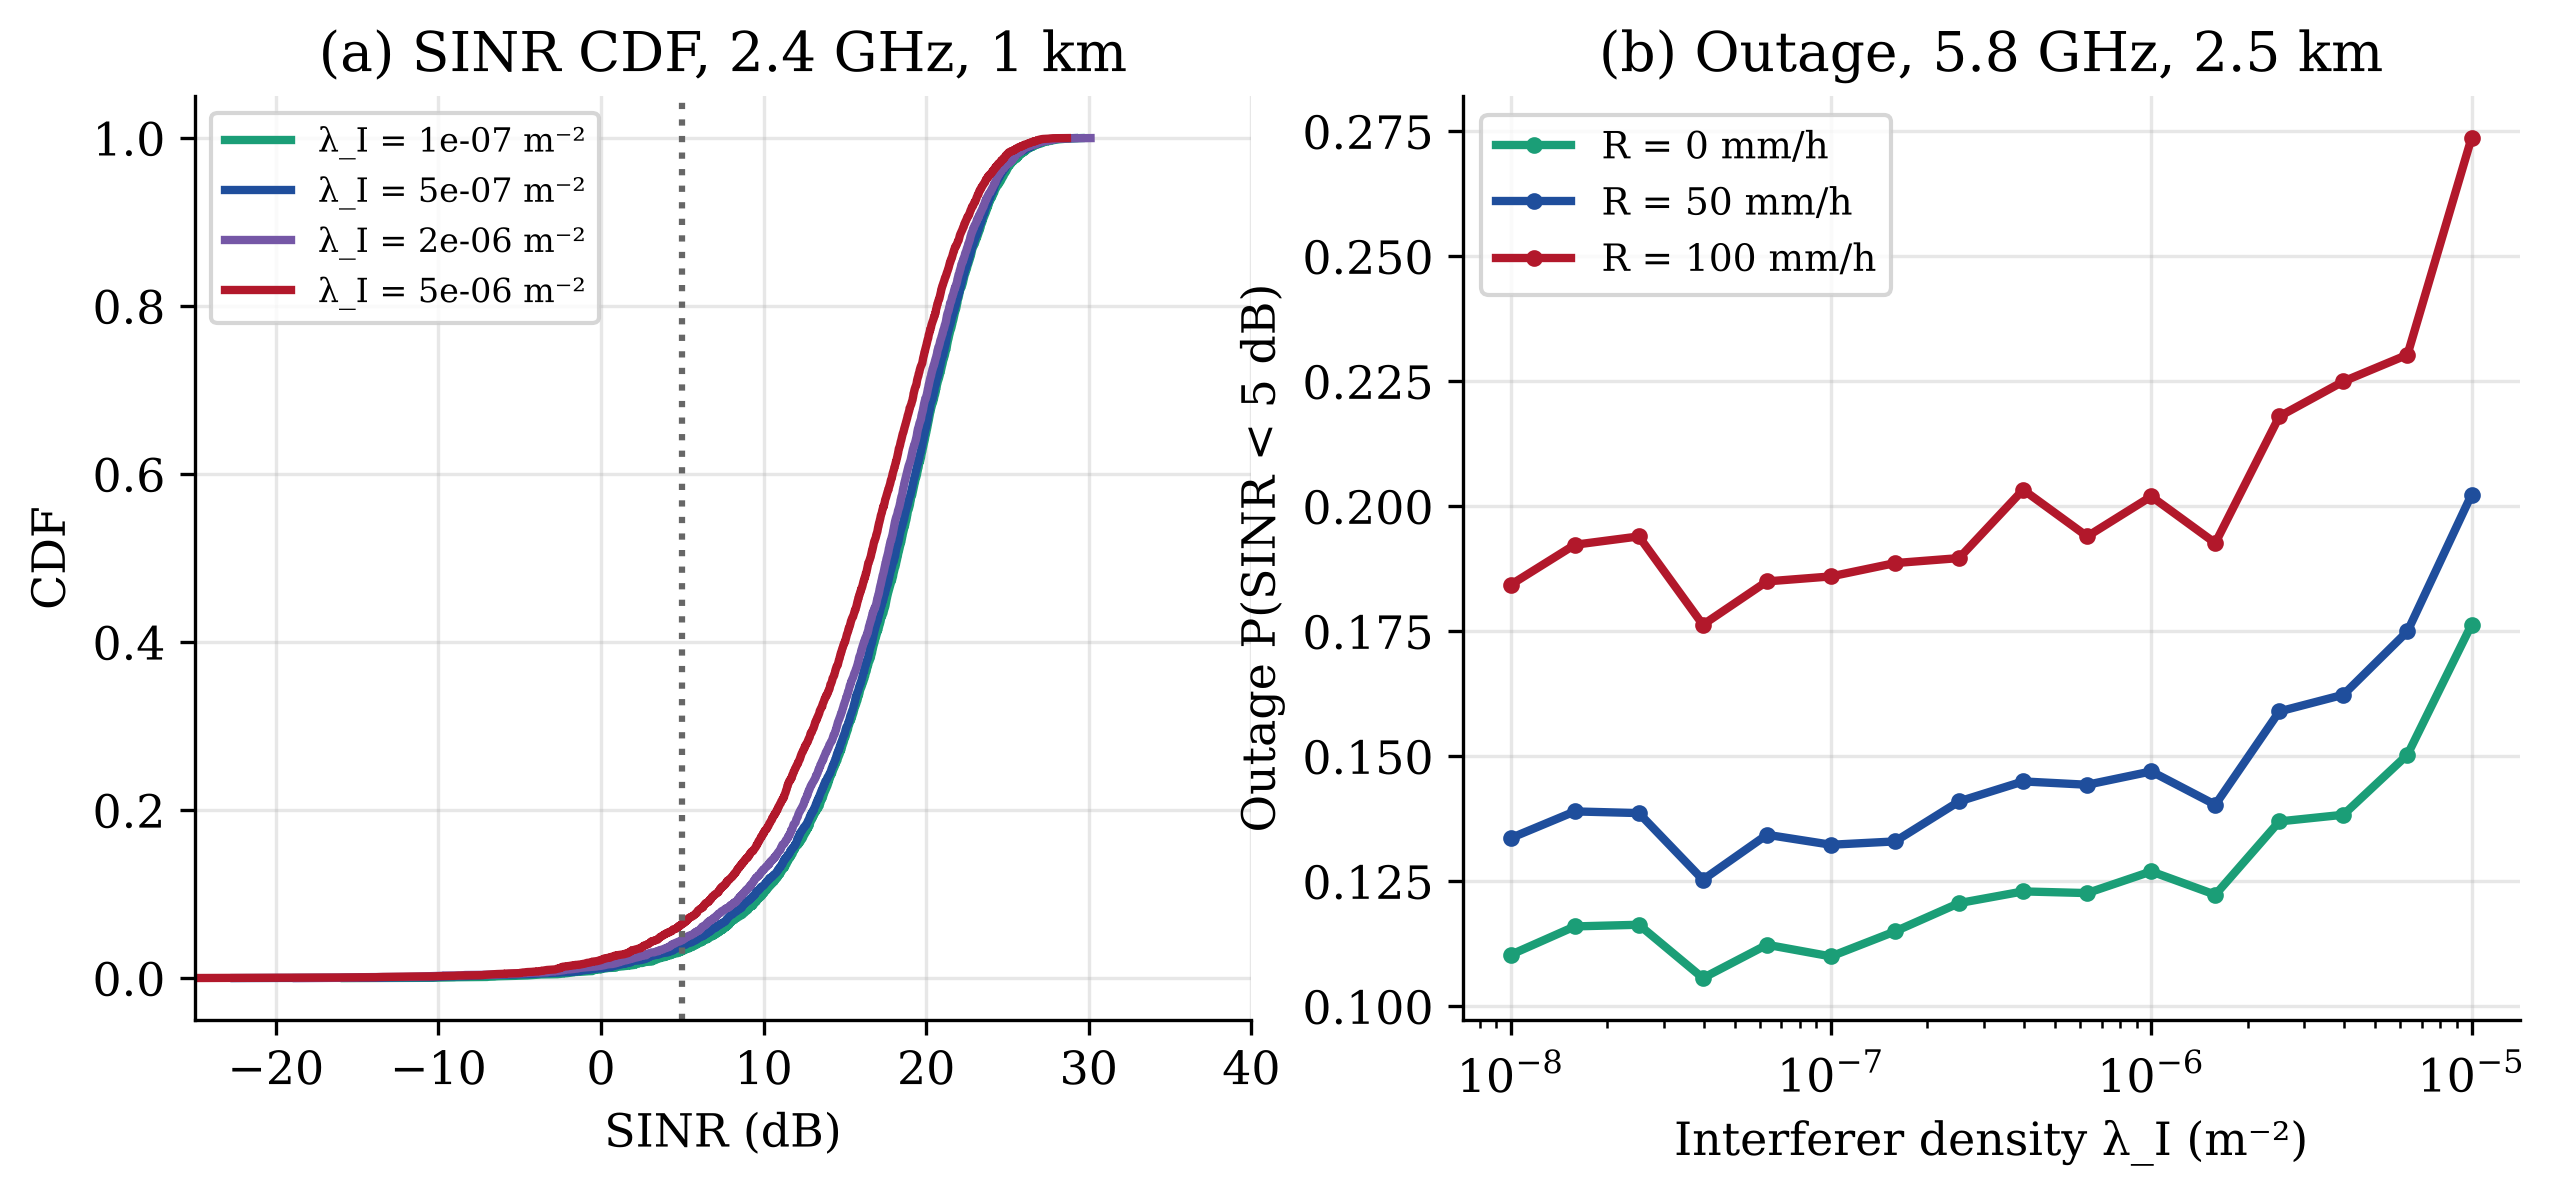 (a) SINR CDF, 2.4 GHz, 1 km
CDF
1.0
0.8
0.6
0.4
0.2
0.0
λ_I = 1e-07 m⁻²
λ_I = 5e-07 m⁻²
λ_I = 2e-06 m⁻²
λ_I = 5e-06 m⁻²
−20 −10 0 10 20 30 40
SINR (dB)
(b) Outage, 5.8 GHz, 2.5 km
Outage P(SINR < 5 dB)
0.275
0.250
0.225
0.200
0.175
0.150
0.125
0.100
R = 0 mm/h
R = 50 mm/h
R = 100 mm/h
10⁻⁸ 10⁻⁷ 10⁻⁶ 10⁻⁵
Interferer density λ_I (m⁻²)